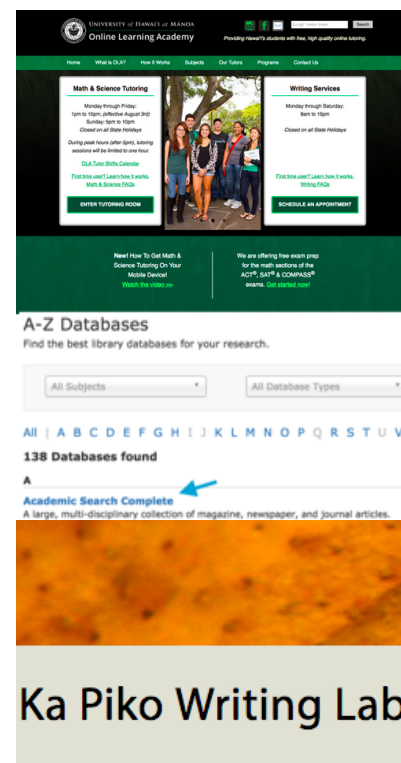 UNIVERSITY of HAWAI'I at MĀNOA
Online Learning Academy
Search
Providing Hawai'i's students with free, high quality online tutoring.
Home What is OLA? How It Works Subjects Our Tutors Programs Contact Us
Math & Science Tutoring
Monday through Friday:
1pm to 10pm; (effective August 3rd)
Sunday: 5pm to 10pm
Closed on all State Holidays
During peak hours (after 6pm), tutoring
sessions will be limited to one hour.
OLA Tutor Shifts Calendar
First time user? Learn how it works.
Math & Science FAQs
ENTER TUTORING ROOM
Writing Services
Monday through Saturday:
8am to 10pm
Closed on all State Holidays
First time user? Learn how it works.
Writing FAQs
SCHEDULE AN APPOINTMENT
New! How To Get Math &
Science Tutoring On Your
Mobile Device!
Watch the video >>
We are offering free exam prep
for the math sections of the
ACT®, SAT® & COMPASS®
exams. Get started now!
A-Z Databases
Find the best library databases for your research.
All Subjects
All Database Types
All | A B C D E F G H I J K L M N O P Q R S T U V
138 Databases found
A
Academic Search Complete
A large, multi-disciplinary collection of magazine, newspaper, and journal articles.
Ka Piko Writing Lab